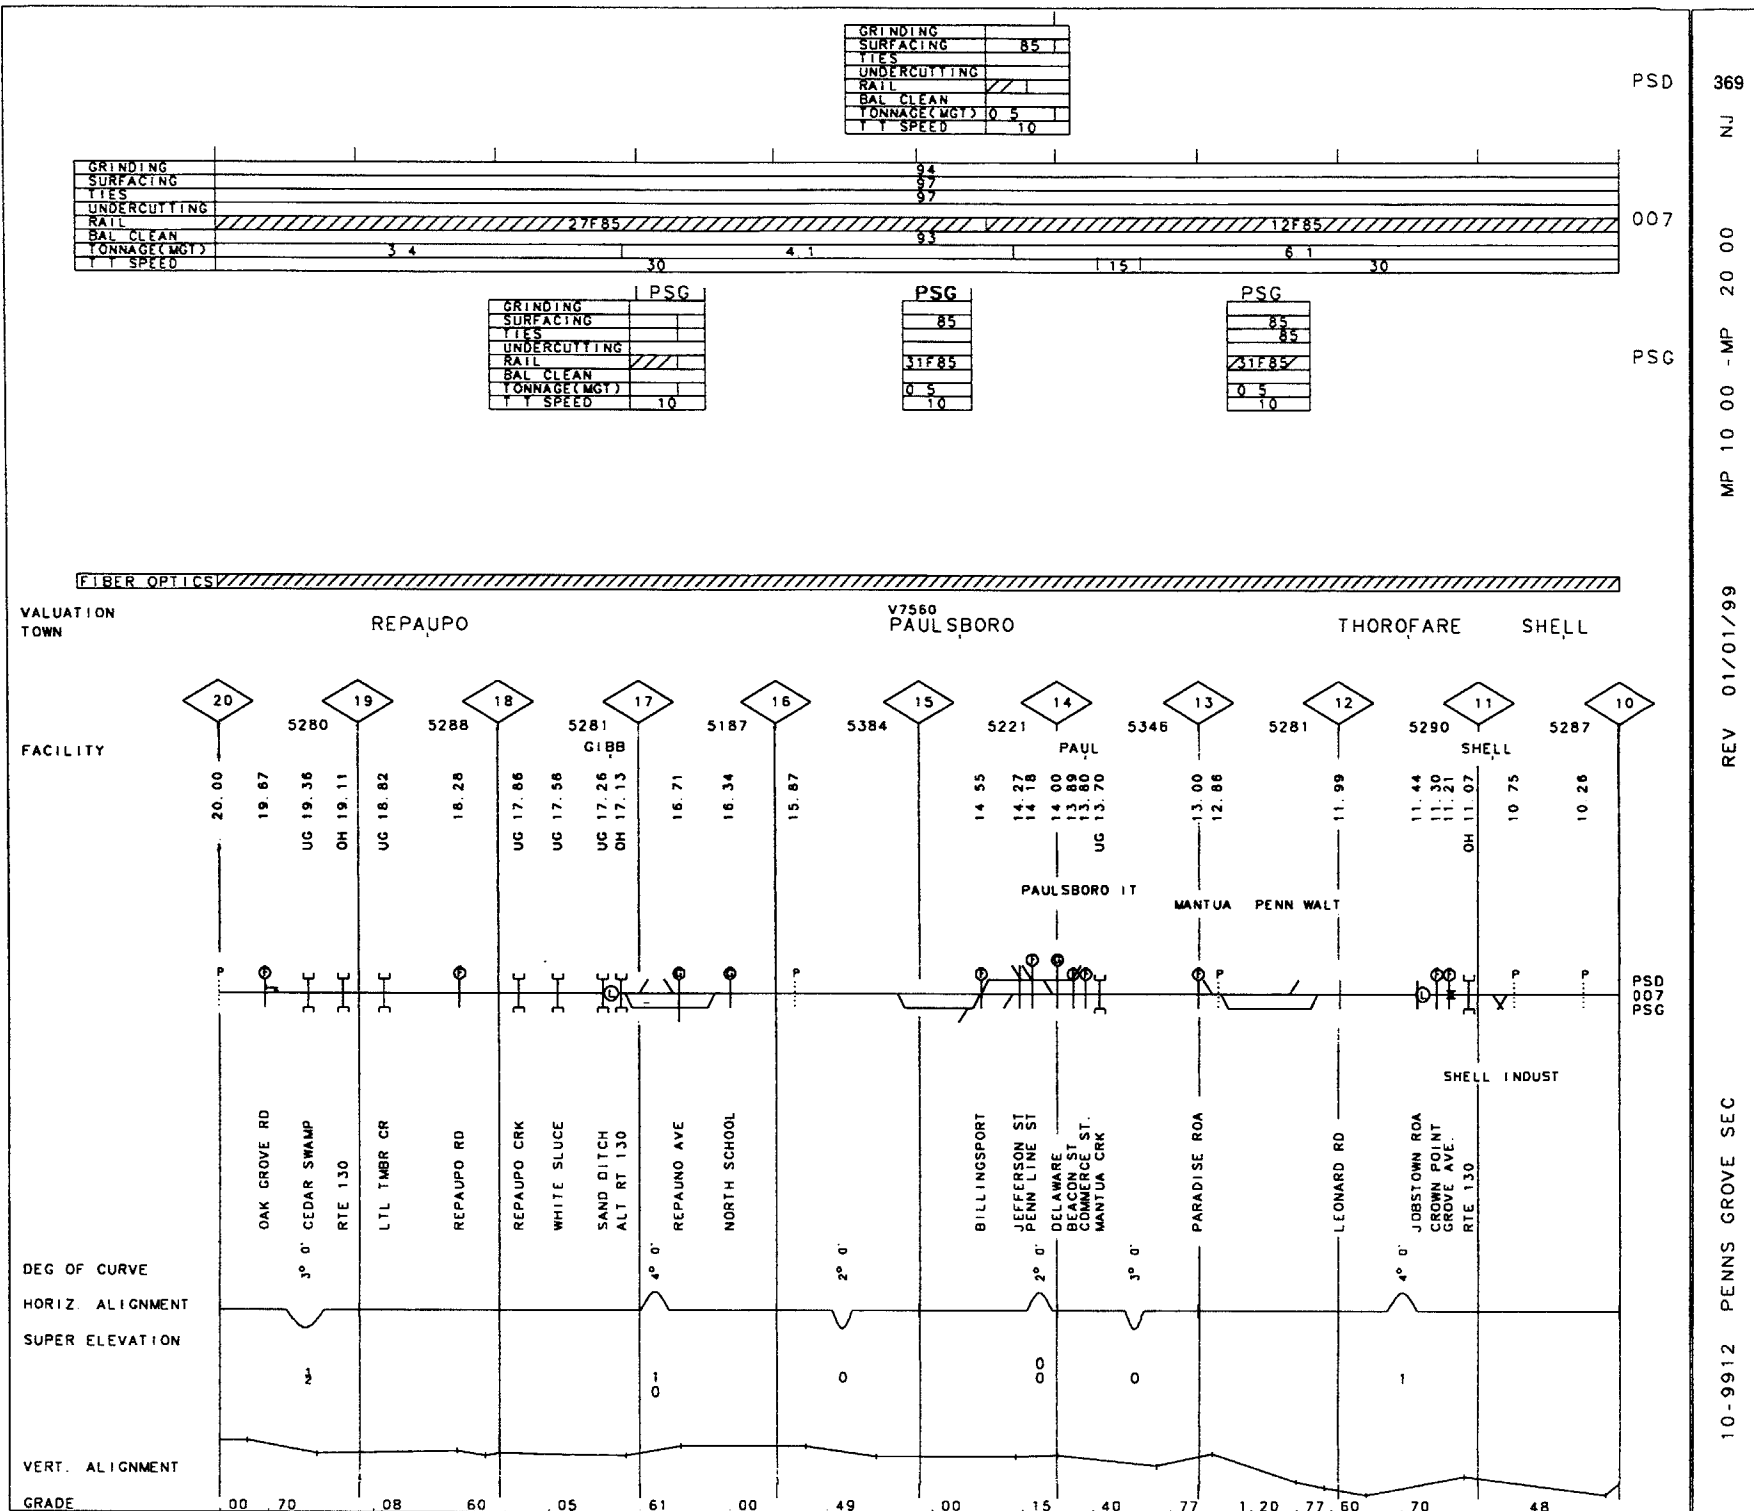 GRINDING
SURFACING 85
TIES
UNDERCUTTING
RAIL
BAL CLEAN
TONNAGE(MGT) 0 5
T T SPEED 10
PSD
GRINDING 94
SURFACING 97
TIES 97
UNDERCUTTING
RAIL 27F85 12F85
BAL CLEAN 93
TONNAGE(MGT) 3 4 4 1 6 1
T T SPEED 30 15 30
007
PSG PSG PSG
GRINDING
SURFACING 85 85
TIES 85
UNDERCUTTING
RAIL 31F85 31F85
BAL CLEAN
TONNAGE(MGT) 0 5 0 5
T T SPEED 10 10 10
PSG
FIBER OPTICS
VALUATION V7560
TOWN REPAUPO PAULSBORO THOROFARE SHELL
20 19 18 17 16 15 14 13 12 11 10
5280 5288 5281 5187 5384 5221 5346 5281 5290 5287
FACILITY GIBB PAUL SHELL
20.00
19.67
UG 19.36
OH 19.11
UG 18.82
18.28
UG 17.86
UG 17.58
UG 17.26
OH 17.13
16.71
16.34
15.87
14 55
14.27
14 18
14 00
13.89
13.80
UG 13.70
13.00
12.86
11.99
11.44
11.30
11.21
OH 11.07
10 75
10.26
PAULSBORO IT
MANTUA PENN WALT
P F F G G P F F G F F F P L L F F P P
PSD
007
PSG
SHELL INDUST
OAK GROVE RD
CEDAR SWAMP
RTE 130
LTL TMBR CR
REPAUPO RD
REPAUPO CRK
WHITE SLUCE
SAND DITCH
ALT RT 130
REPAUNO AVE
NORTH SCHOOL
BILLINGSPORT
JEFFERSON ST
PENN LINE ST
DELAWARE
BEACON ST
COMMERCE ST.
MANTUA CRK
PARADISE ROA
LEONARD RD
JOBSTOWN ROA
CROWN POINT
GROVE AVE.
RTE 130
DEG OF CURVE 3° 0' 4° 0' 2° 0' 2° 0' 3° 0' 4° 0'
HORIZ. ALIGNMENT
SUPER ELEVATION
1 0 0 0 0 1
VERT. ALIGNMENT
GRADE .00 .70 .08 60 .05 .61 .00 .49 .00 .15 .40 .77 1.20 .77 .60 .70 .48
369
NJ
MP 10 00 -MP 20 00
REV 01/01/99
10-9912 PENNS GROVE SEC